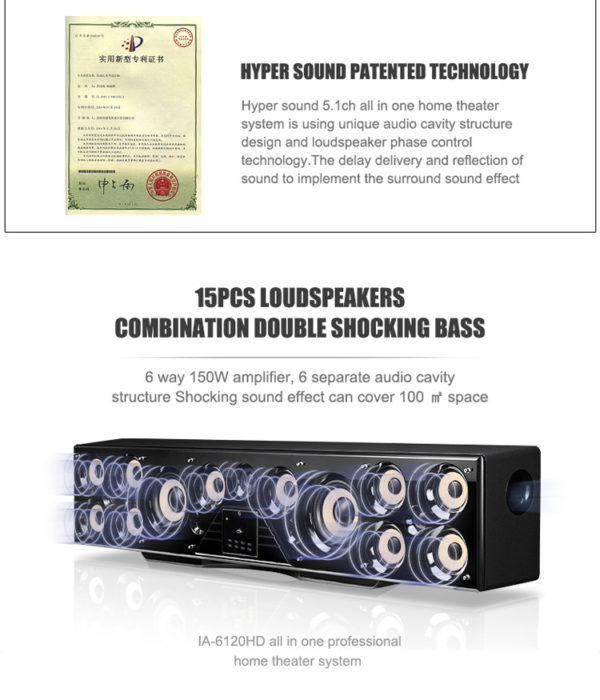 实用新型专利证书
HYPER SOUND PATENTED TECHNOLOGY
Hyper sound 5.1ch all in one home theater
system is using unique audio cavity structure
design and loudspeaker phase control
technology.The delay delivery and reflection of
sound to implement the surround sound effect
15PCS LOUDSPEAKERS
COMBINATION DOUBLE SHOCKING BASS
6 way 150W amplifier, 6 separate audio cavity
structure Shocking sound effect can cover 100 ㎡ space
IA-6120HD all in one professional
home theater system